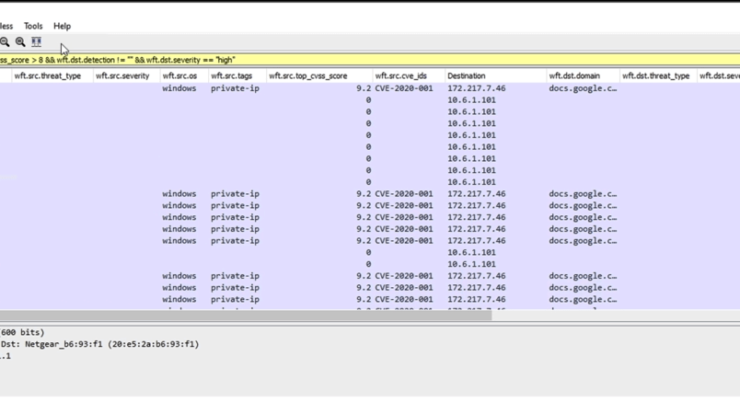 less Tools Help
ss_score > 8 && wft.dst.detection != "" && wft.dst.severity == "high"
wft.src.threat_type wft.src.severity wft.src.os wft.src.tags wft.src.top_cvss_score wft.src.cve_ids Destination wft.dst.domain wft.dst.threat_type wft.dst.seve
windows private-ip 9.2 CVE-2020-001 172.217.7.46 docs.google.c…
0 10.6.1.101
0 10.6.1.101
0 10.6.1.101
0 10.6.1.101
0 10.6.1.101
0 10.6.1.101
0 10.6.1.101
0 10.6.1.101
windows private-ip 9.2 CVE-2020-001 172.217.7.46 docs.google.c…
windows private-ip 9.2 CVE-2020-001 172.217.7.46 docs.google.c…
windows private-ip 9.2 CVE-2020-001 172.217.7.46 docs.google.c…
windows private-ip 9.2 CVE-2020-001 172.217.7.46 docs.google.c…
windows private-ip 9.2 CVE-2020-001 172.217.7.46 docs.google.c…
0 10.6.1.101
0 10.6.1.101
windows private-ip 9.2 CVE-2020-001 172.217.7.46 docs.google.c…
windows private-ip 9.2 CVE-2020-001 172.217.7.46 docs.google.c…
windows private-ip 9.2 CVE-2020-001 172.217.7.46 docs.google.c…
(600 bits)
Dst: Netgear_b6:93:f1 (20:e5:2a:b6:93:f1)
.1